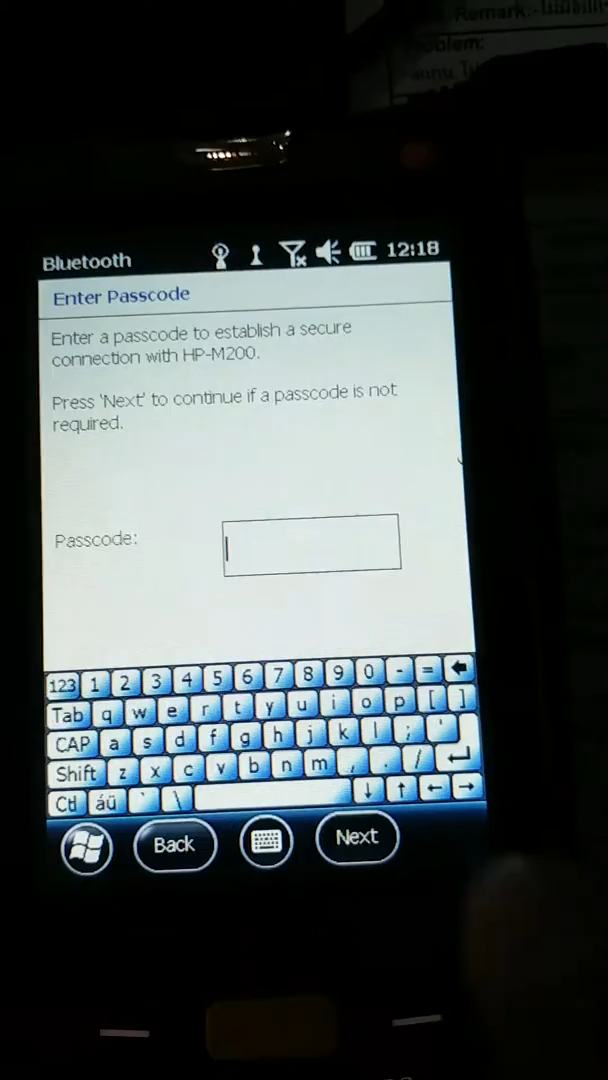 Remark:-
Problem:
Bluetooth 12:18
Enter Passcode
Enter a passcode to establish a secure
connection with HP-M200.
Press 'Next' to continue if a passcode is not
required.
Passcode:
123 1 2 3 4 5 6 7 8 9 0 - =
Tab q w e r t y u i o p [ ]
CAP a s d f g h j k l ; '
Shift z x c v b n m , . /
Ctl áü ` \
Back Next